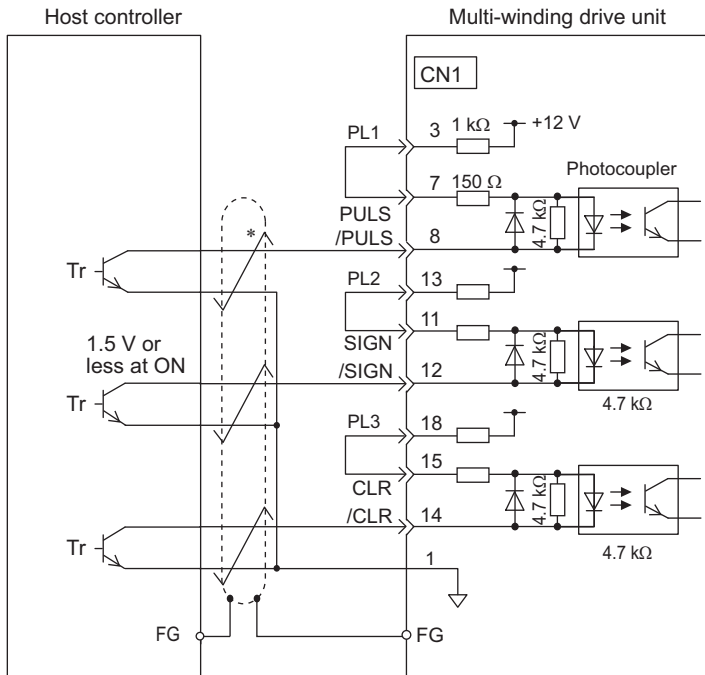 Host controller
Multi-winding drive unit
CN1
PL1
3
1 kΩ
+12 V
Photocoupler
7
150 Ω
PULS
4.7 kΩ
*
/PULS
8
Tr
PL2
13
11
SIGN
4.7 kΩ
1.5 V or
less at ON
/SIGN
12
Tr
4.7 kΩ
PL3
18
15
CLR
4.7 kΩ
/CLR
14
Tr
4.7 kΩ
1
FG
FG